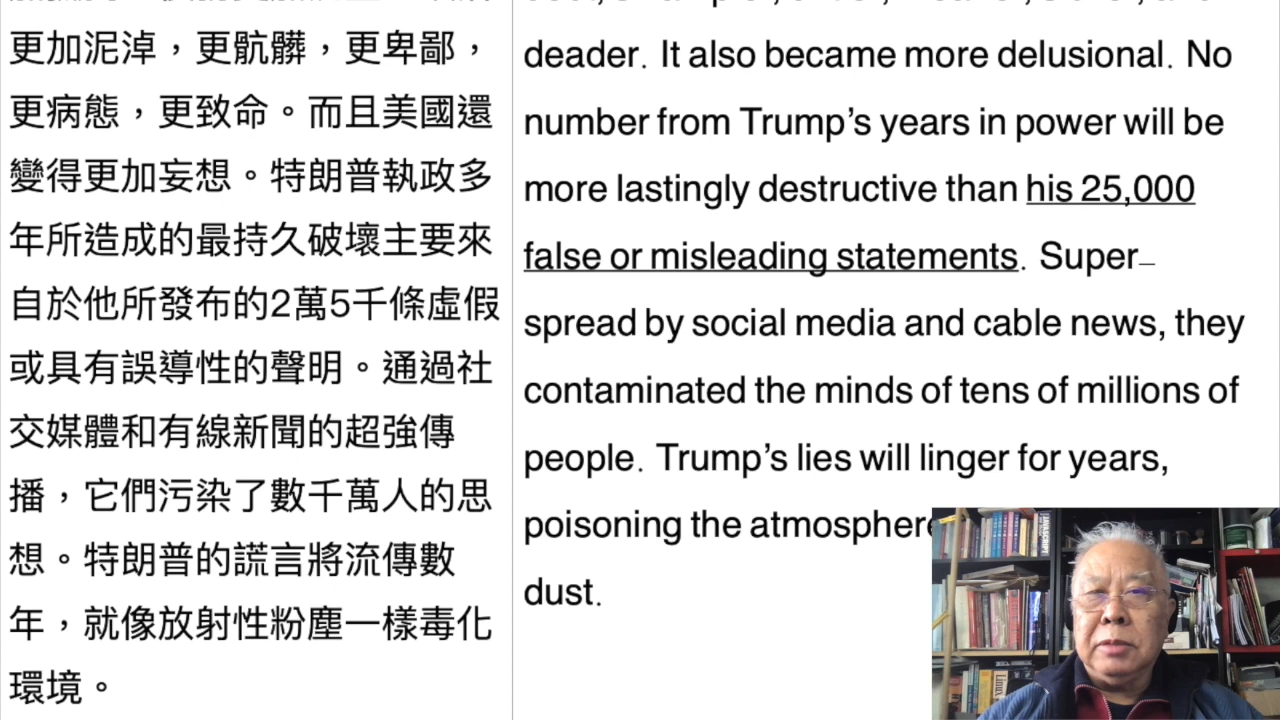 更加泥淖，更骯髒，更卑鄙，
更病態，更致命。而且美國還
變得更加妄想。特朗普執政多
年所造成的最持久破壞主要來
自於他所發布的2萬5千條虛假
或具有誤導性的聲明。通過社
交媒體和有線新聞的超強傳
播，它們污染了數千萬人的思
想。特朗普的謊言將流傳數
年，就像放射性粉塵一樣毒化
環境。
deader. It also became more delusional. No
number from Trump’s years in power will be
more lastingly destructive than his 25,000
false or misleading statements. Super–
spread by social media and cable news, they
contaminated the minds of tens of millions of
people. Trump’s lies will linger for years,
poisoning the atmosphere
dust.
JAVASCRIPT
Linux